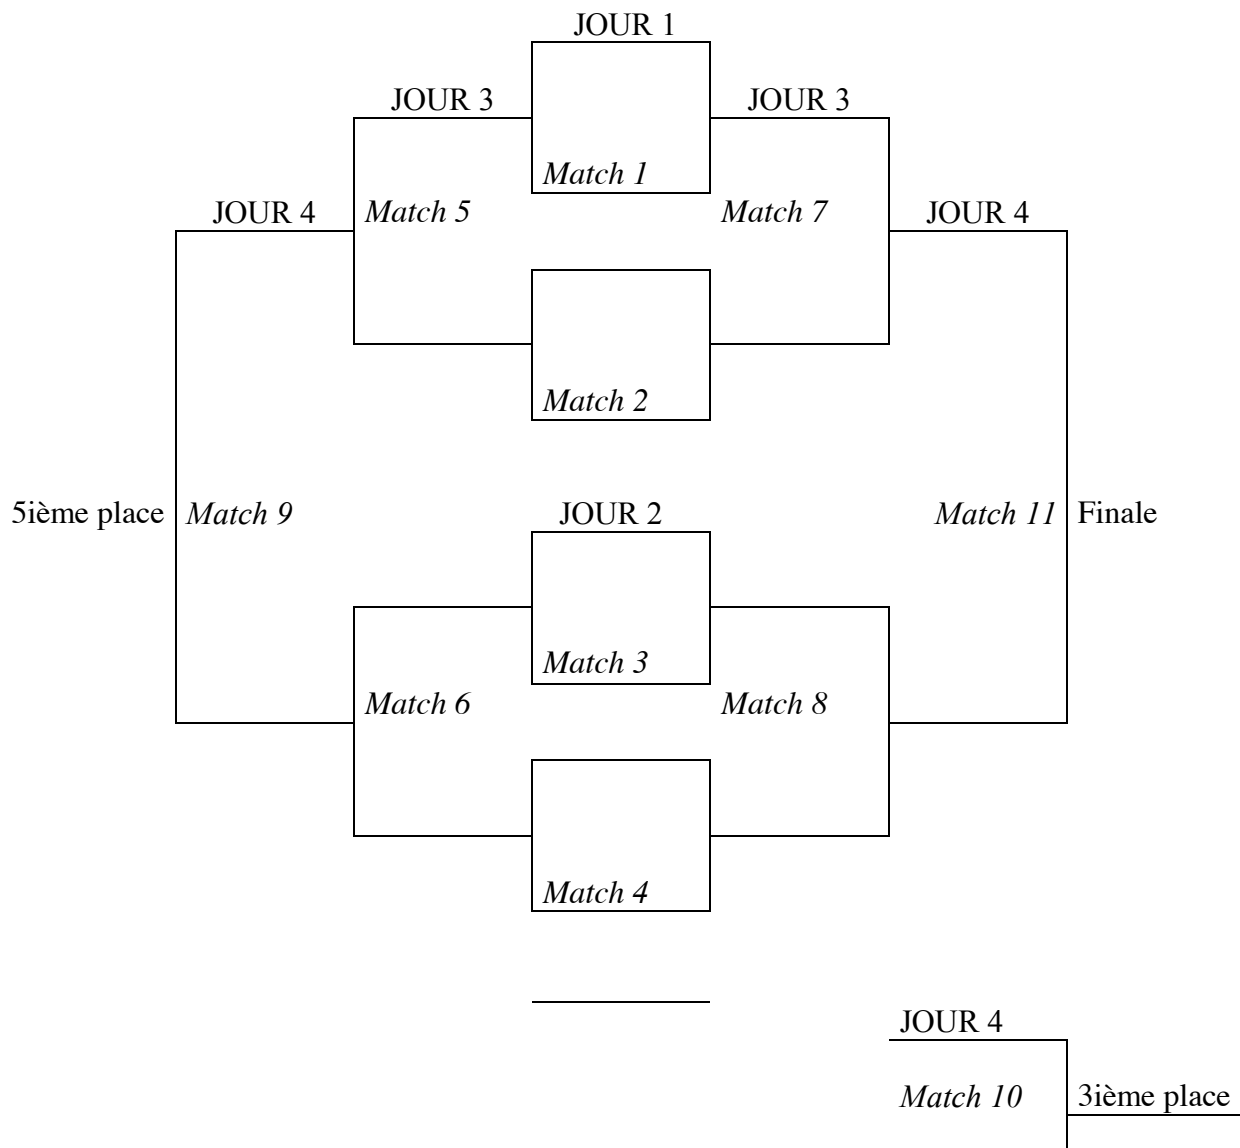 JOUR 1
JOUR 3
JOUR 3
Match 1
JOUR 4
Match 5
Match 7
JOUR 4
Match 2
5ième place
Match 9
JOUR 2
Match 11
Finale
Match 3
Match 6
Match 8
Match 4
JOUR 4
Match 10
3ième place